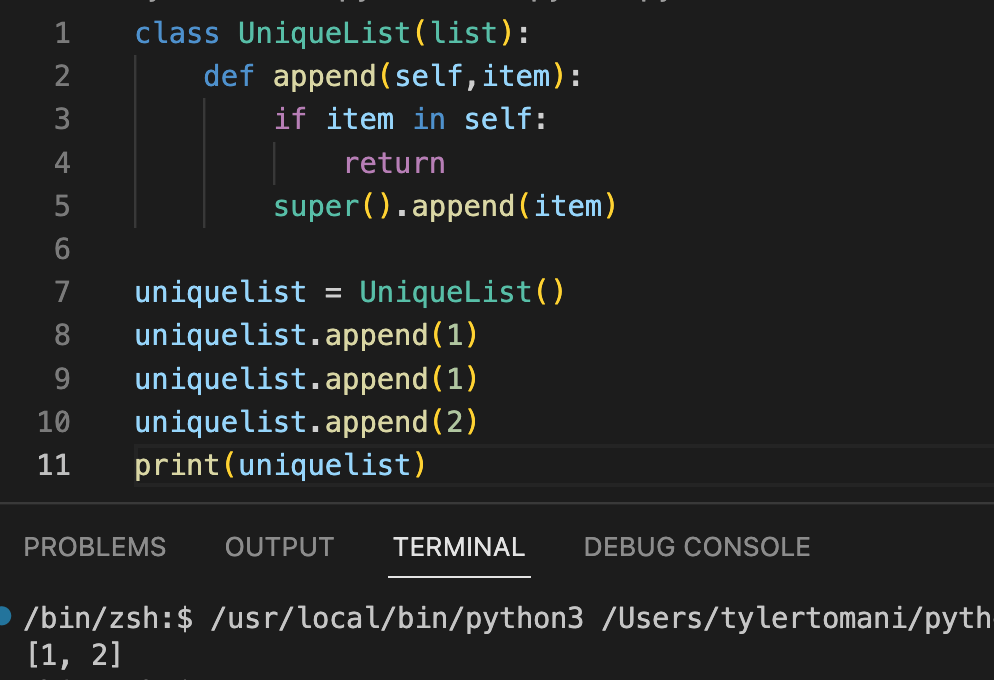 1 class UniqueList(list):
2 def append(self,item):
3 if item in self:
4 return
5 super().append(item)
6
7 uniquelist = UniqueList()
8 uniquelist.append(1)
9 uniquelist.append(1)
10 uniquelist.append(2)
11 print(uniquelist)
PROBLEMS OUTPUT TERMINAL DEBUG CONSOLE
/bin/zsh:$ /usr/local/bin/python3 /Users/tylertomani/pyth
[1, 2]